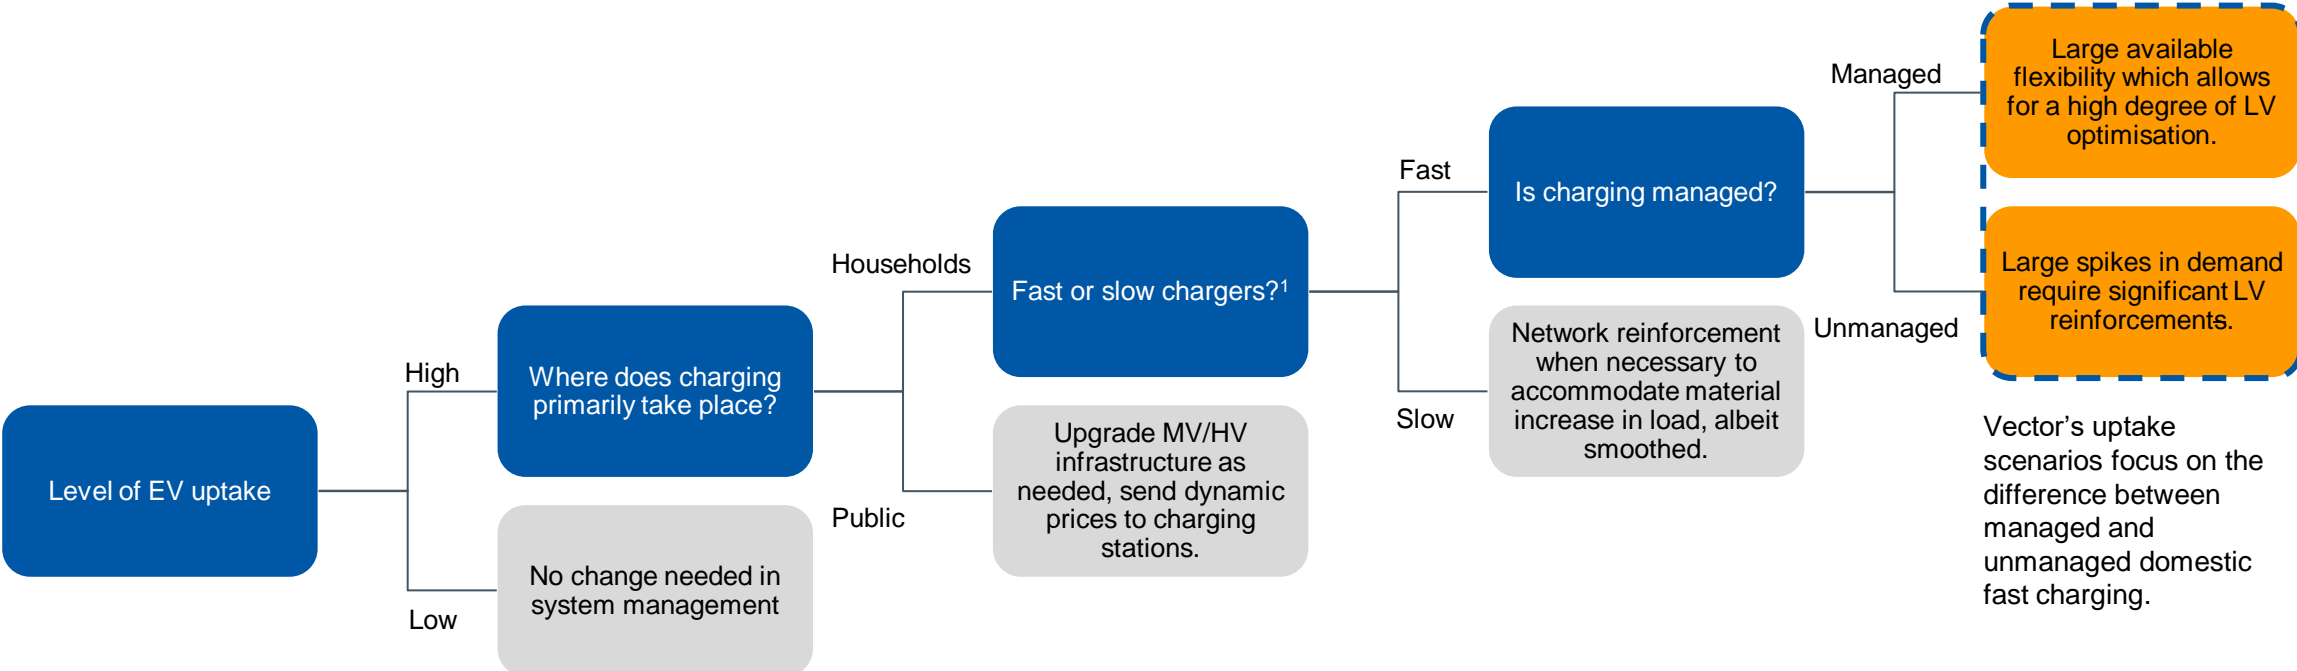 Level of EV uptake
High
Low
Where does charging
primarily take place?
No change needed in
system management
Households
Public
Fast or slow chargers?¹
Upgrade MV/HV
infrastructure as
needed, send dynamic
prices to charging
stations.
Fast
Slow
Is charging managed?
Network reinforcement
when necessary to
accommodate material
increase in load, albeit
smoothed.
Managed
Unmanaged
Large available
flexibility which allows
for a high degree of LV
optimisation.
Large spikes in demand
require significant LV
reinforcements.
Vector’s uptake
scenarios focus on the
difference between
managed and
unmanaged domestic
fast charging.